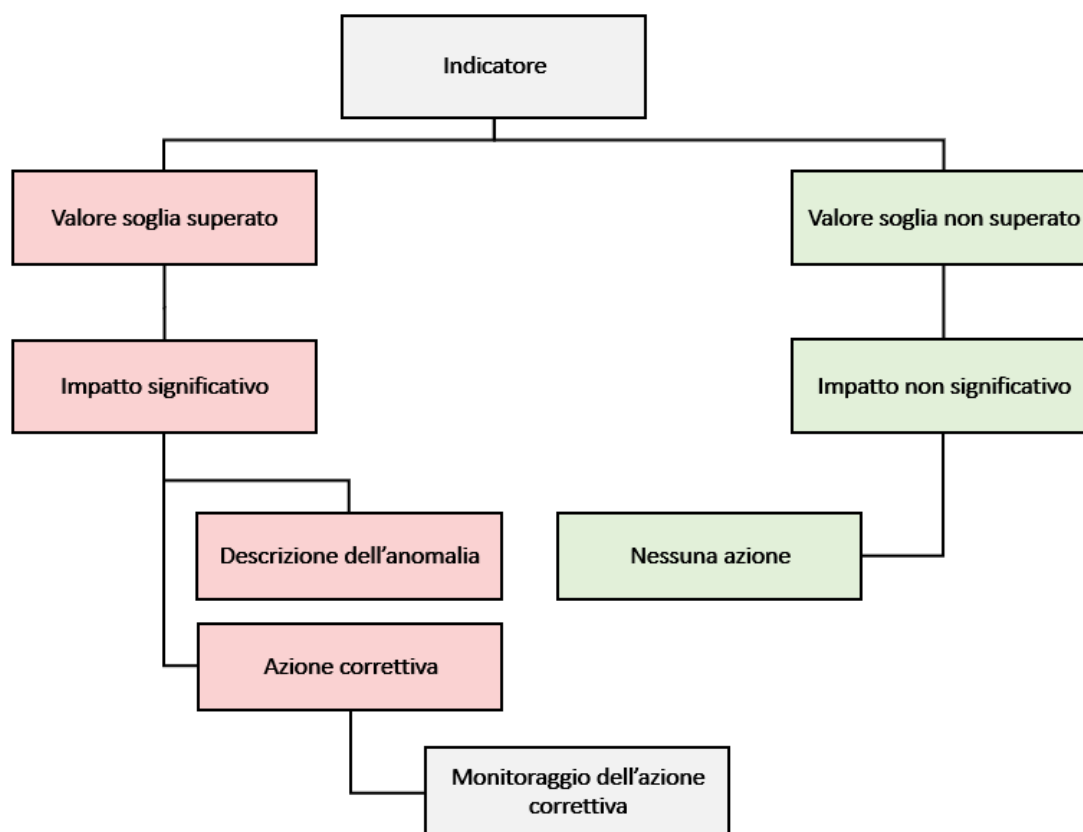 Indicatore
Valore soglia superato
Valore soglia non superato
Impatto significativo
Impatto non significativo
Descrizione dell’anomalia
Nessuna azione
Azione correttiva
Monitoraggio dell’azione
correttiva